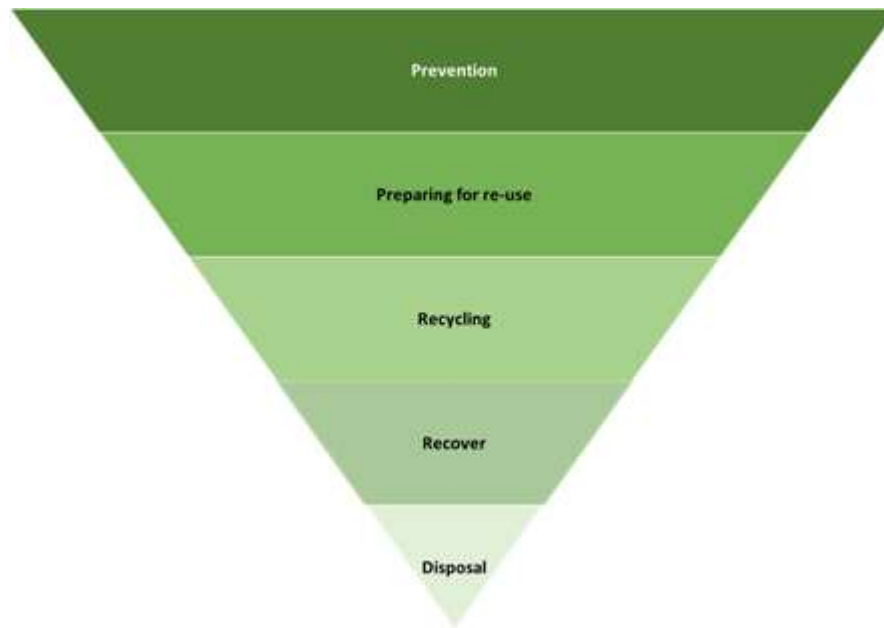 Prevention
Preparing for re-use
Recycling
Recover
Disposal